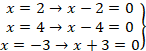 x = 2 → x − 2 = 0
x = 4 → x − 4 = 0
x = −3 → x + 3 = 0}